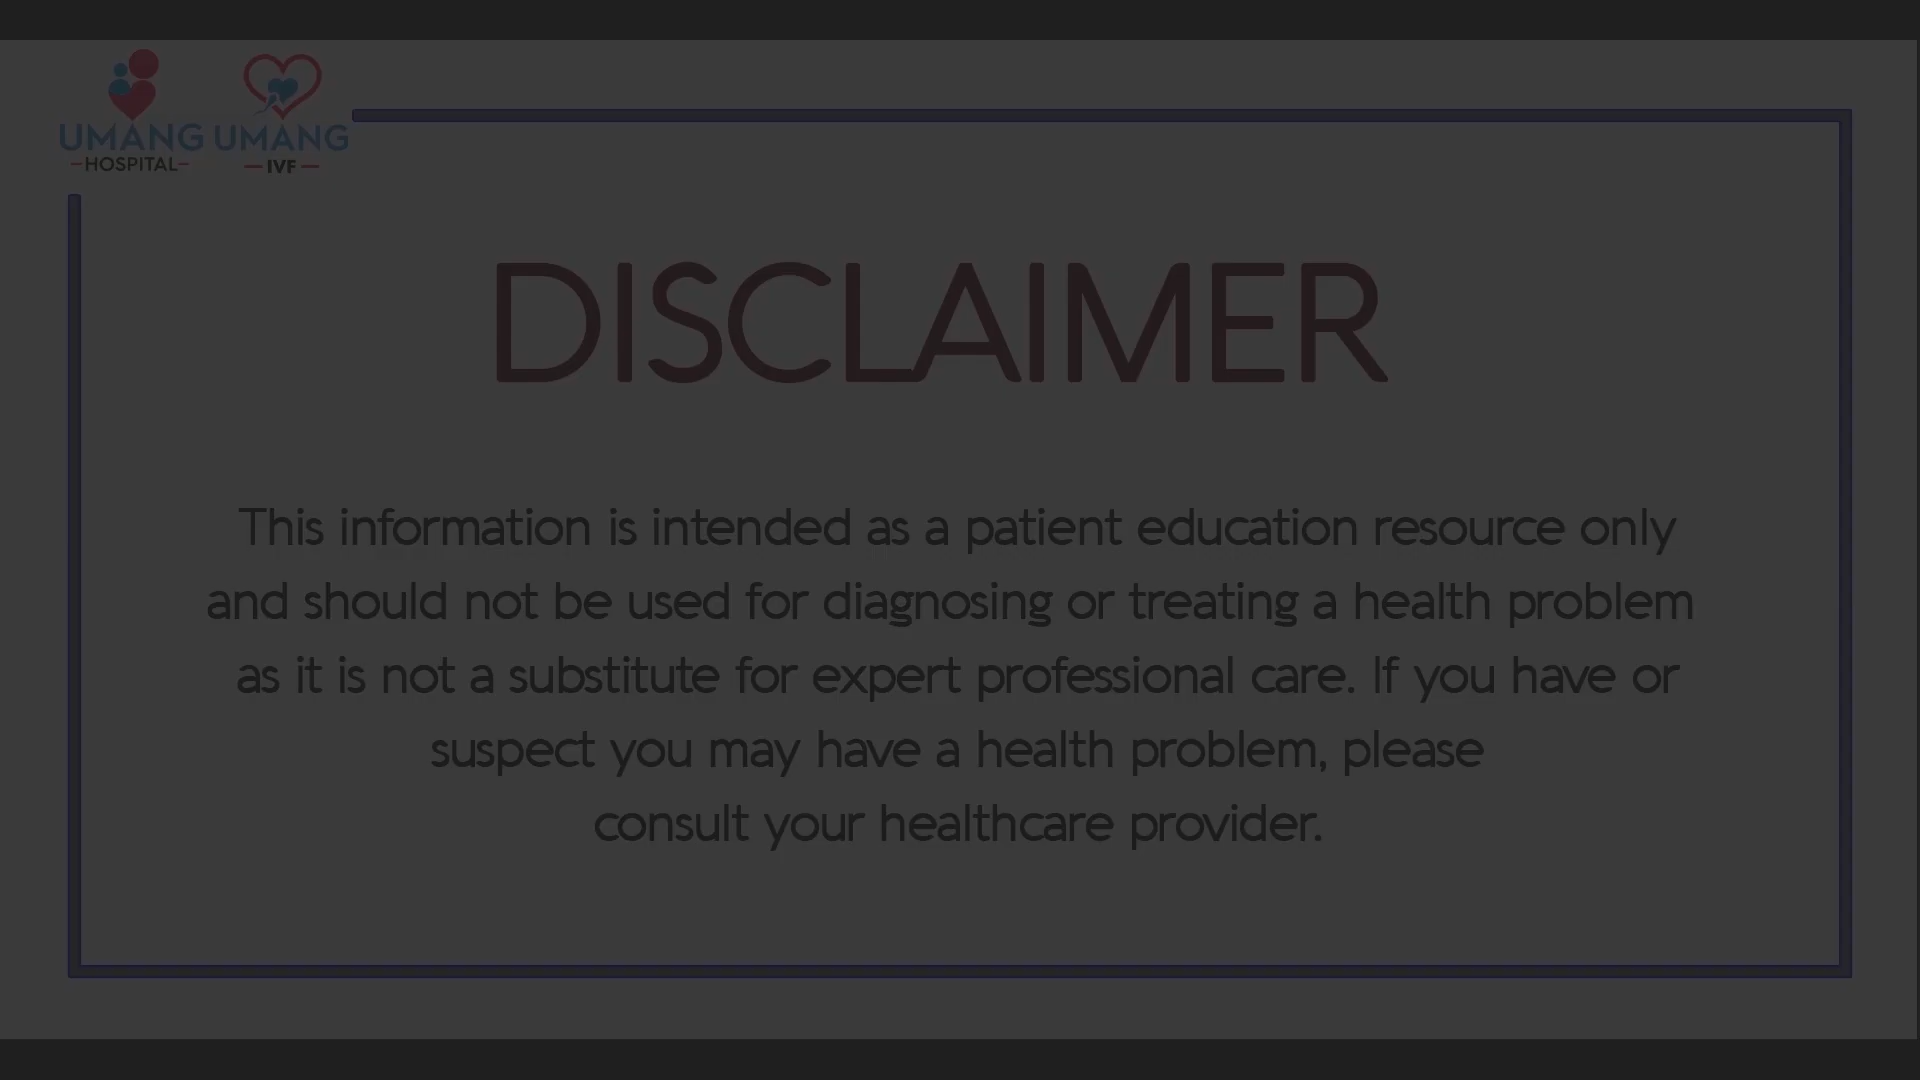 UMANG UMANG
HOSPITAL IVF
DISCLAIMER
This information is intended as a patient education resource only
and should not be used for diagnosing or treating a health problem
as it is not a substitute for expert professional care. If you have or
suspect you may have a health problem, please
consult your healthcare provider.